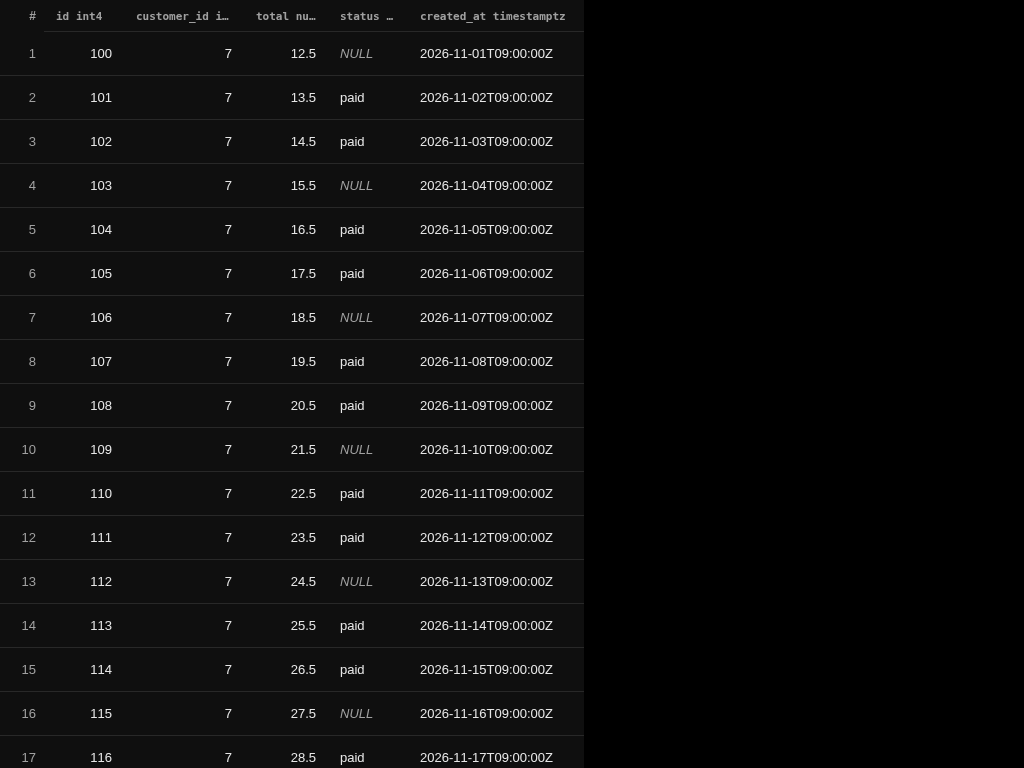 # id int4 customer_id i… total nu… status … created_at timestamptz
1 100 7 12.5 NULL 2026-11-01T09:00:00Z
2 101 7 13.5 paid 2026-11-02T09:00:00Z
3 102 7 14.5 paid 2026-11-03T09:00:00Z
4 103 7 15.5 NULL 2026-11-04T09:00:00Z
5 104 7 16.5 paid 2026-11-05T09:00:00Z
6 105 7 17.5 paid 2026-11-06T09:00:00Z
7 106 7 18.5 NULL 2026-11-07T09:00:00Z
8 107 7 19.5 paid 2026-11-08T09:00:00Z
9 108 7 20.5 paid 2026-11-09T09:00:00Z
10 109 7 21.5 NULL 2026-11-10T09:00:00Z
11 110 7 22.5 paid 2026-11-11T09:00:00Z
12 111 7 23.5 paid 2026-11-12T09:00:00Z
13 112 7 24.5 NULL 2026-11-13T09:00:00Z
14 113 7 25.5 paid 2026-11-14T09:00:00Z
15 114 7 26.5 paid 2026-11-15T09:00:00Z
16 115 7 27.5 NULL 2026-11-16T09:00:00Z
17 116 7 28.5 paid 2026-11-17T09:00:00Z